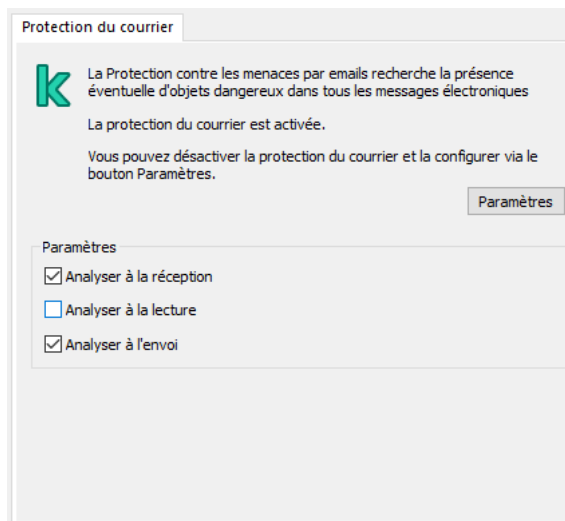 Protection du courrier
La Protection contre les menaces par emails recherche la présence
éventuelle d'objets dangereux dans tous les messages électroniques
La protection du courrier est activée.
Vous pouvez désactiver la protection du courrier et la configurer via le
bouton Paramètres.
Paramètres
Paramètres
Analyser à la réception
Analyser à la lecture
Analyser à l'envoi